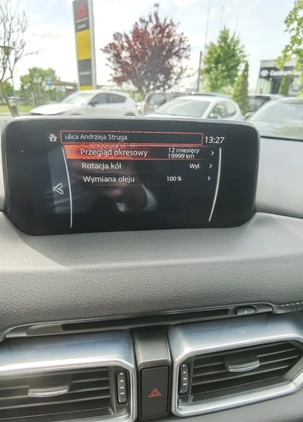 ulica Andrzeja Struga
13:27
Przegląd okresowy 12 miesięcy
19999 km
Rotacja kół Wył.
Wymiana oleju 100 %